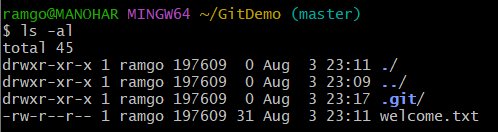 ramgo@MANOHAR MINGW64 ~/GitDemo (master)
$ ls -al
total 45
drwxr-xr-x 1 ramgo 197609  0 Aug  3 23:11 ./
drwxr-xr-x 1 ramgo 197609  0 Aug  3 23:09 ../
drwxr-xr-x 1 ramgo 197609  0 Aug  3 23:17 .git/
-rw-r--r-- 1 ramgo 197609 31 Aug  3 23:11 welcome.txt